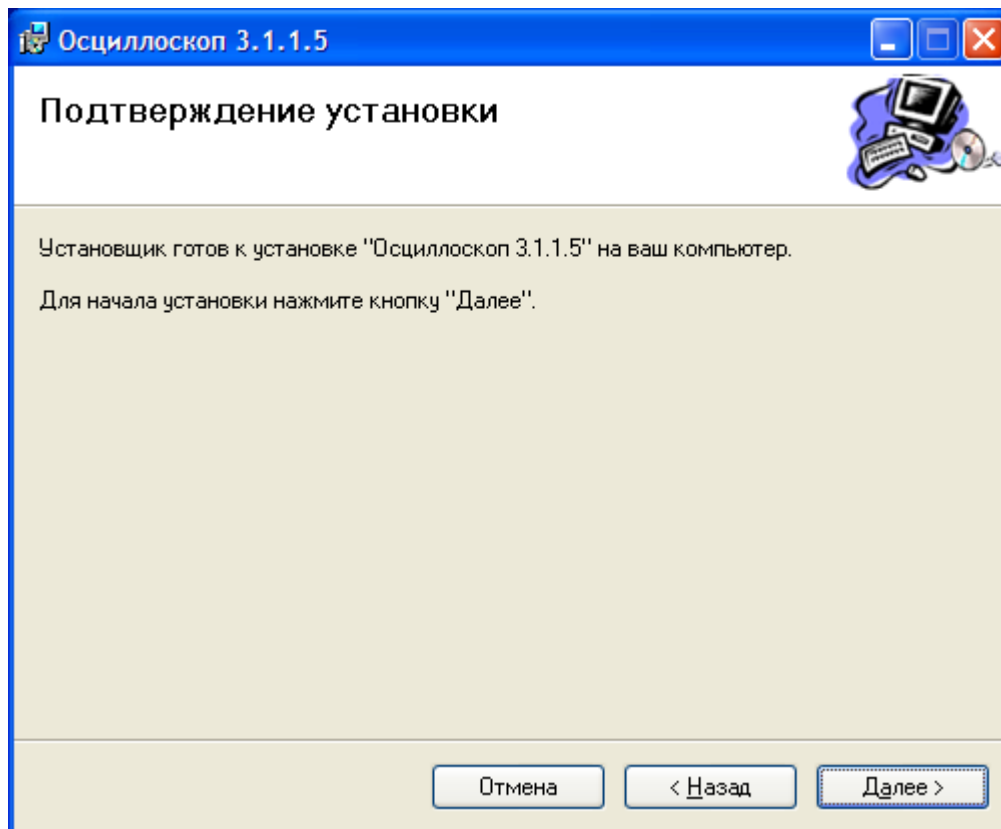 Осциллоскоп 3.1.1.5
Подтверждение установки
Установщик готов к установке "Осциллоскоп 3.1.1.5" на ваш компьютер.
Для начала установки нажмите кнопку "Далее".
Отмена
< Назад
Далее >